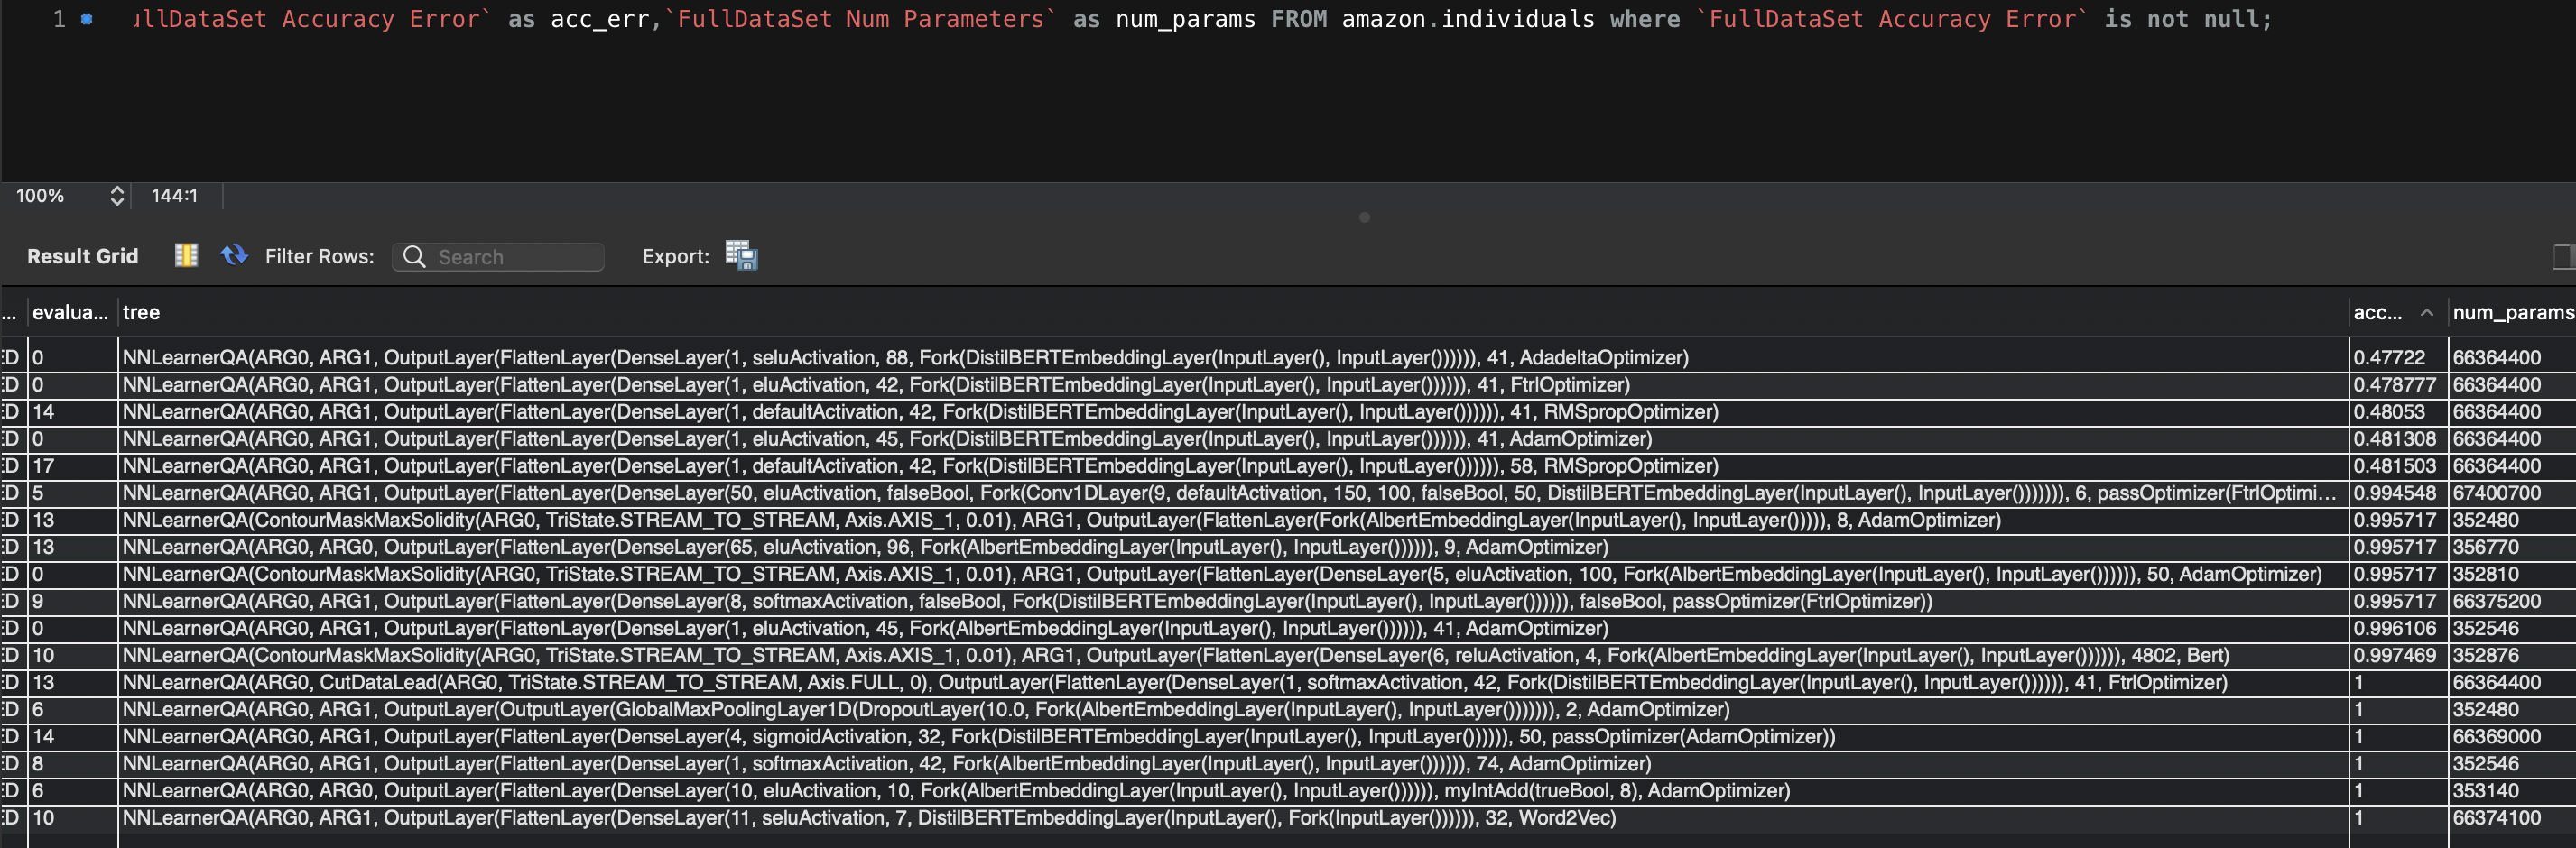 1 ullDataSet Accuracy Error` as acc_err,`FullDataSet Num Parameters` as num_params FROM amazon.individuals where `FullDataSet Accuracy Error` is not null;
100% 144:1
Result Grid Filter Rows: Search Export:
... evalua... tree acc... num_params
ED 0 NNLearnerQA(ARG0, ARG1, OutputLayer(FlattenLayer(DenseLayer(1, seluActivation, 88, Fork(DistilBERTEmbeddingLayer(InputLayer(), InputLayer()))))), 41, AdadeltaOptimizer) 0.47722 66364400
ED 0 NNLearnerQA(ARG0, ARG1, OutputLayer(FlattenLayer(DenseLayer(1, eluActivation, 42, Fork(DistilBERTEmbeddingLayer(InputLayer(), InputLayer()))))), 41, FtrlOptimizer) 0.478777 66364400
ED 14 NNLearnerQA(ARG0, ARG1, OutputLayer(FlattenLayer(DenseLayer(1, defaultActivation, 42, Fork(DistilBERTEmbeddingLayer(InputLayer(), InputLayer()))))), 41, RMSpropOptimizer) 0.48053 66364400
ED 0 NNLearnerQA(ARG0, ARG1, OutputLayer(FlattenLayer(DenseLayer(1, eluActivation, 45, Fork(DistilBERTEmbeddingLayer(InputLayer(), InputLayer()))))), 41, AdamOptimizer) 0.481308 66364400
ED 17 NNLearnerQA(ARG0, ARG1, OutputLayer(FlattenLayer(DenseLayer(1, defaultActivation, 42, Fork(DistilBERTEmbeddingLayer(InputLayer(), InputLayer()))))), 58, RMSpropOptimizer) 0.481503 66364400
ED 5 NNLearnerQA(ARG0, ARG1, OutputLayer(FlattenLayer(DenseLayer(50, eluActivation, falseBool, Fork(Conv1DLayer(9, defaultActivation, 150, 100, falseBool, 50, DistilBERTEmbeddingLayer(InputLayer(), InputLayer())))))), 6, passOptimizer(FtrlOptimi... 0.994548 67400700
ED 13 NNLearnerQA(ContourMaskMaxSolidity(ARG0, TriState.STREAM_TO_STREAM, Axis.AXIS_1, 0.01), ARG1, OutputLayer(FlattenLayer(Fork(AlbertEmbeddingLayer(InputLayer(), InputLayer())))), 8, AdamOptimizer) 0.995717 352480
ED 13 NNLearnerQA(ARG0, ARG0, OutputLayer(FlattenLayer(DenseLayer(65, eluActivation, 96, Fork(AlbertEmbeddingLayer(InputLayer(), InputLayer()))))), 9, AdamOptimizer) 0.995717 356770
ED 0 NNLearnerQA(ContourMaskMaxSolidity(ARG0, TriState.STREAM_TO_STREAM, Axis.AXIS_1, 0.01), ARG1, OutputLayer(FlattenLayer(DenseLayer(5, eluActivation, 100, Fork(AlbertEmbeddingLayer(InputLayer(), InputLayer()))))), 50, AdamOptimizer) 0.995717 352810
ED 9 NNLearnerQA(ARG0, ARG1, OutputLayer(FlattenLayer(DenseLayer(8, softmaxActivation, falseBool, Fork(DistilBERTEmbeddingLayer(InputLayer(), InputLayer()))))), falseBool, passOptimizer(FtrlOptimizer)) 0.995717 66375200
ED 0 NNLearnerQA(ARG0, ARG1, OutputLayer(FlattenLayer(DenseLayer(1, eluActivation, 45, Fork(AlbertEmbeddingLayer(InputLayer(), InputLayer()))))), 41, AdamOptimizer) 0.996106 352546
ED 10 NNLearnerQA(ContourMaskMaxSolidity(ARG0, TriState.STREAM_TO_STREAM, Axis.AXIS_1, 0.01), ARG1, OutputLayer(FlattenLayer(DenseLayer(6, reluActivation, 4, Fork(AlbertEmbeddingLayer(InputLayer(), InputLayer()))))), 4802, Bert) 0.997469 352876
ED 13 NNLearnerQA(ARG0, CutDataLead(ARG0, TriState.STREAM_TO_STREAM, Axis.FULL, 0), OutputLayer(FlattenLayer(DenseLayer(1, softmaxActivation, 42, Fork(DistilBERTEmbeddingLayer(InputLayer(), InputLayer()))))), 41, FtrlOptimizer) 1 66364400
ED 6 NNLearnerQA(ARG0, ARG1, OutputLayer(OutputLayer(GlobalMaxPoolingLayer1D(DropoutLayer(10.0, Fork(AlbertEmbeddingLayer(InputLayer(), InputLayer())))))), 2, AdamOptimizer) 1 352480
ED 14 NNLearnerQA(ARG0, ARG1, OutputLayer(FlattenLayer(DenseLayer(4, sigmoidActivation, 32, Fork(DistilBERTEmbeddingLayer(InputLayer(), InputLayer()))))), 50, passOptimizer(AdamOptimizer)) 1 66369000
ED 8 NNLearnerQA(ARG0, ARG1, OutputLayer(FlattenLayer(DenseLayer(1, softmaxActivation, 42, Fork(AlbertEmbeddingLayer(InputLayer(), InputLayer()))))), 74, AdamOptimizer) 1 352546
ED 6 NNLearnerQA(ARG0, ARG0, OutputLayer(FlattenLayer(DenseLayer(10, eluActivation, 10, Fork(AlbertEmbeddingLayer(InputLayer(), InputLayer()))))), myIntAdd(trueBool, 8), AdamOptimizer) 1 353140
ED 10 NNLearnerQA(ARG0, ARG1, OutputLayer(FlattenLayer(DenseLayer(11, seluActivation, 7, DistilBERTEmbeddingLayer(InputLayer(), Fork(InputLayer()))))), 32, Word2Vec) 1 66374100